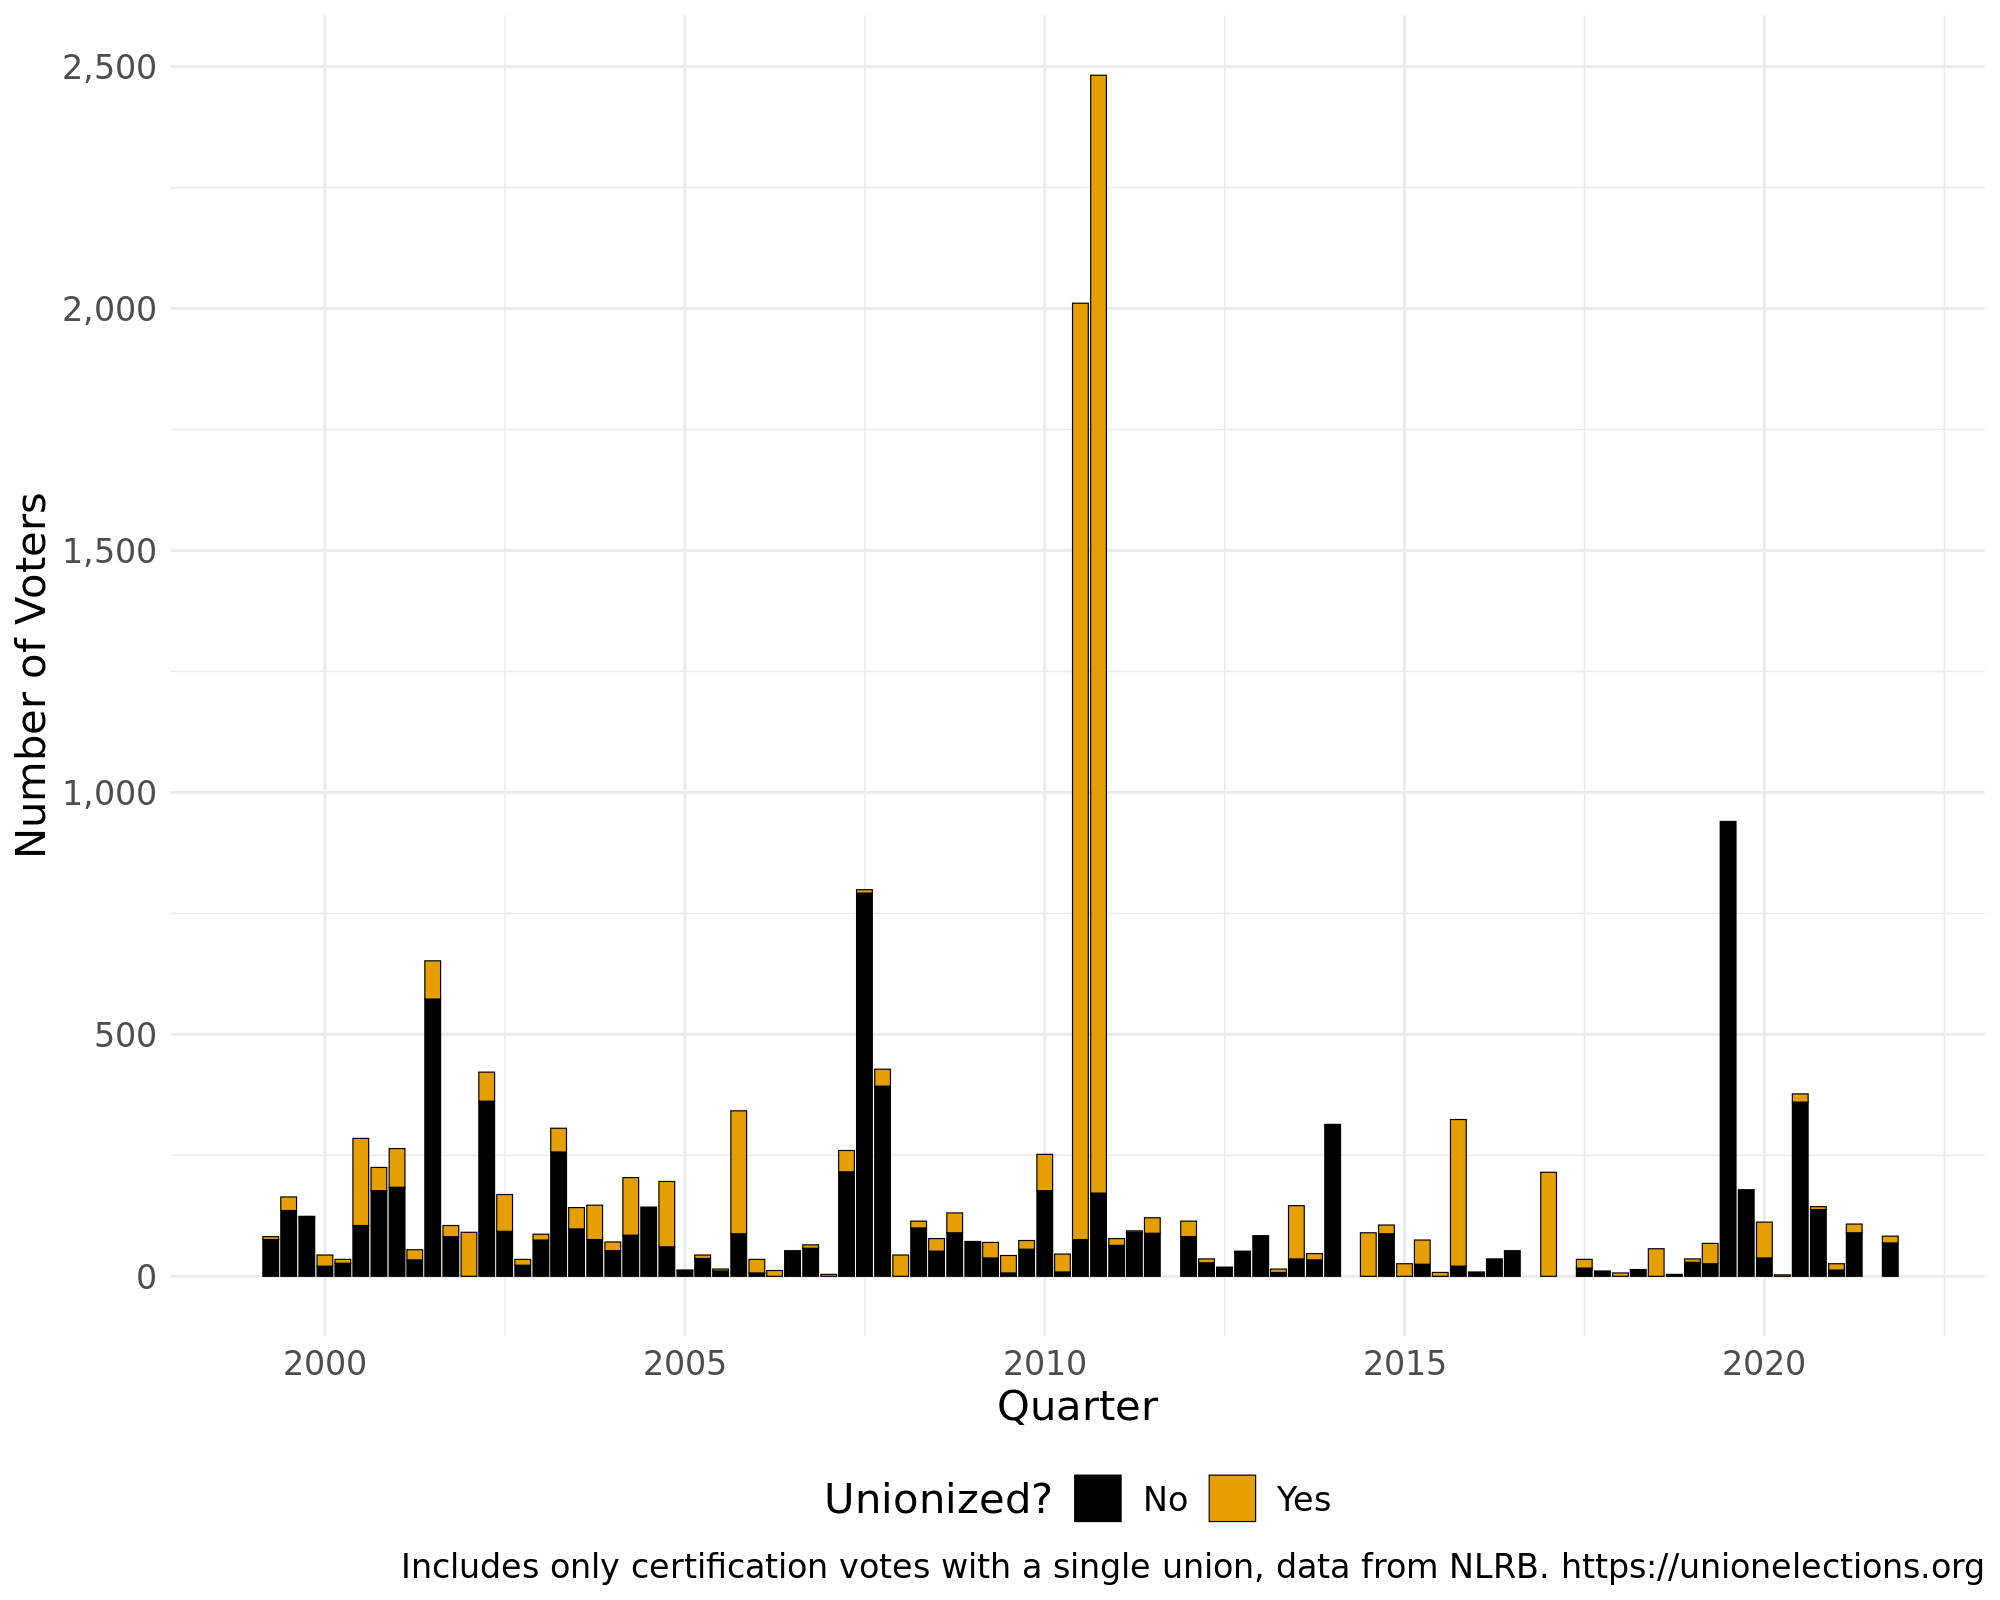 2,500
2,000
1,500
1,000
500
0
Number of Voters
2000 2005 2010 2015 2020
Quarter
Unionized? No Yes
Includes only certification votes with a single union, data from NLRB. https://unionelections.org